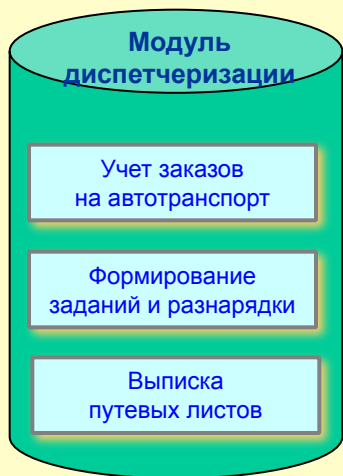 Модуль
диспетчеризации
Учет заказов
на автотранспорт
Формирование
заданий и разнарядки
Выписка
путевых листов